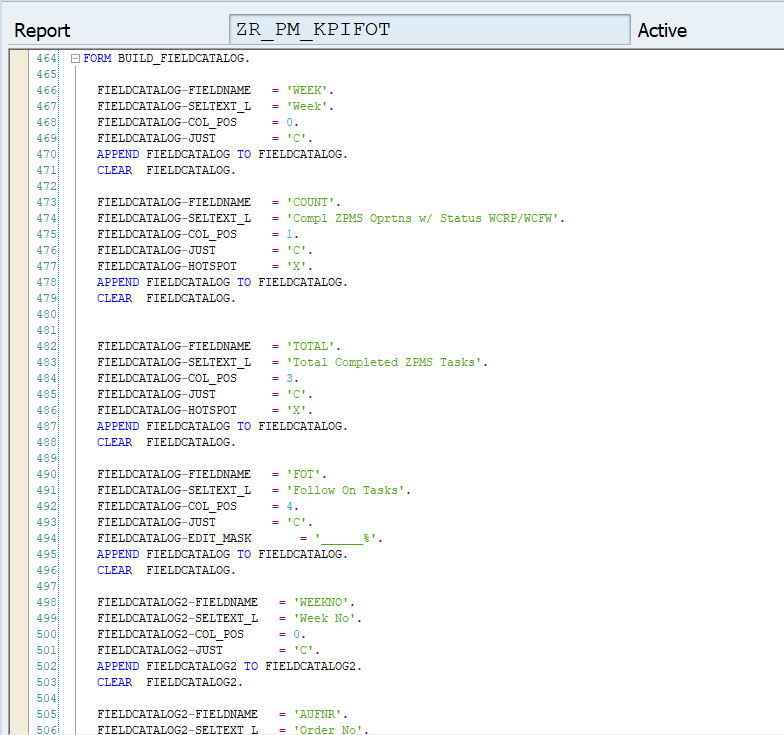 Report ZR_PM_KPIFOT Active
464 FORM BUILD_FIELDCATALOG.
465
466 FIELDCATALOG-FIELDNAME = 'WEEK'.
467 FIELDCATALOG-SELTEXT_L = 'Week'.
468 FIELDCATALOG-COL_POS = 0.
469 FIELDCATALOG-JUST = 'C'.
470 APPEND FIELDCATALOG TO FIELDCATALOG.
471 CLEAR FIELDCATALOG.
472
473 FIELDCATALOG-FIELDNAME = 'COUNT'.
474 FIELDCATALOG-SELTEXT_L = 'Compl ZPMS Oprtns w/ Status WCRP/WCFW'.
475 FIELDCATALOG-COL_POS = 1.
476 FIELDCATALOG-JUST = 'C'.
477 FIELDCATALOG-HOTSPOT = 'X'.
478 APPEND FIELDCATALOG TO FIELDCATALOG.
479 CLEAR FIELDCATALOG.
480
481
482 FIELDCATALOG-FIELDNAME = 'TOTAL'.
483 FIELDCATALOG-SELTEXT_L = 'Total Completed ZPMS Tasks'.
484 FIELDCATALOG-COL_POS = 3.
485 FIELDCATALOG-JUST = 'C'.
486 FIELDCATALOG-HOTSPOT = 'X'.
487 APPEND FIELDCATALOG TO FIELDCATALOG.
488 CLEAR FIELDCATALOG.
489
490 FIELDCATALOG-FIELDNAME = 'FOT'.
491 FIELDCATALOG-SELTEXT_L = 'Follow On Tasks'.
492 FIELDCATALOG-COL_POS = 4.
493 FIELDCATALOG-JUST = 'C'.
494 FIELDCATALOG-EDIT_MASK = '______%'.
495 APPEND FIELDCATALOG TO FIELDCATALOG.
496 CLEAR FIELDCATALOG.
497
498 FIELDCATALOG2-FIELDNAME = 'WEEKNO'.
499 FIELDCATALOG2-SELTEXT_L = 'Week No'.
500 FIELDCATALOG2-COL_POS = 0.
501 FIELDCATALOG2-JUST = 'C'.
502 APPEND FIELDCATALOG2 TO FIELDCATALOG2.
503 CLEAR FIELDCATALOG2.
504
505 FIELDCATALOG2-FIELDNAME = 'AUFNR'.
506 FIELDCATALOG2-SELTEXT_L = 'Order No'.